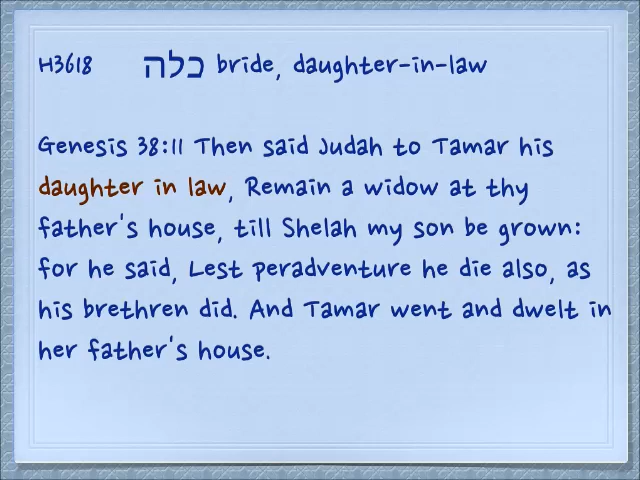 H3618 כלה bride, daughter-in-law
Genesis 38:11 Then said Judah to Tamar his
daughter in law, Remain a widow at thy
father's house, till Shelah my son be grown:
for he said, Lest peradventure he die also, as
his brethren did. And Tamar went and dwelt in
her father's house.